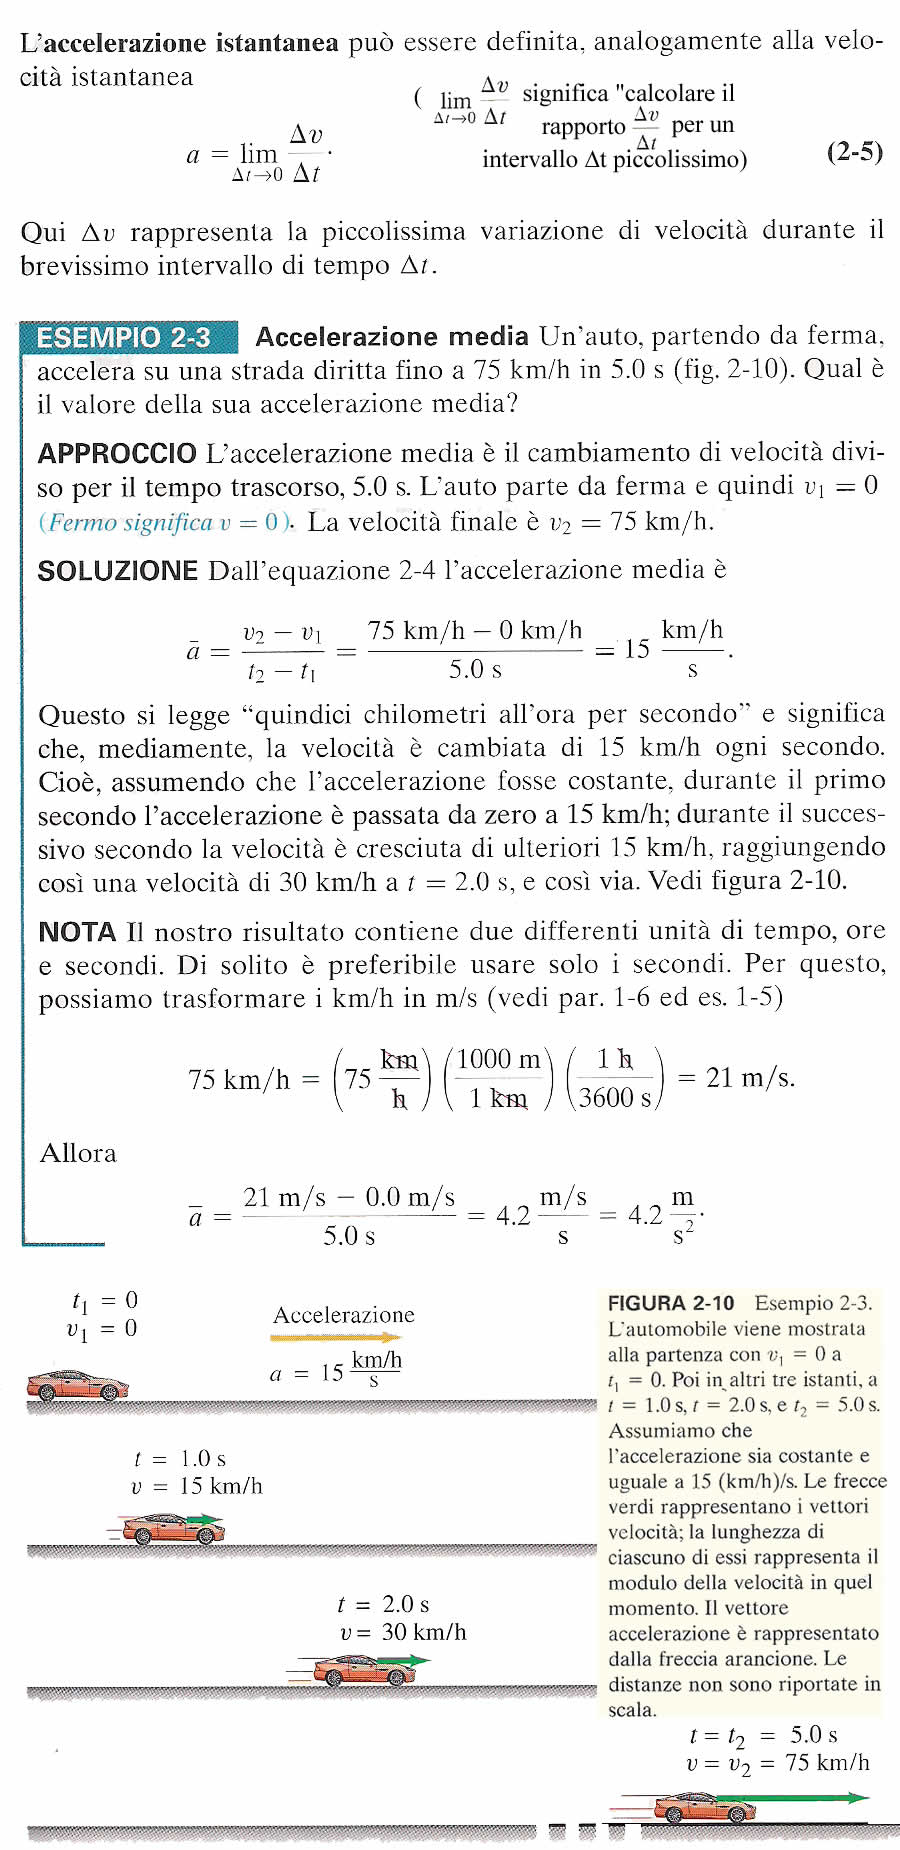 L'accelerazione istantanea può essere definita, analogamente alla velo-
cità istantanea
( lim Δt→0 Δv/Δt significa "calcolare il
rapporto Δv/Δt per un
intervallo Δt piccolissimo)
a = lim Δt→0 Δv/Δt. (2-5)
Qui Δv rappresenta la piccolissima variazione di velocità durante il
brevissimo intervallo di tempo Δt.
ESEMPIO 2-3 Accelerazione media Un'auto, partendo da ferma,
accelera su una strada diritta fino a 75 km/h in 5.0 s (fig. 2-10). Qual è
il valore della sua accelerazione media?
APPROCCIO L'accelerazione media è il cambiamento di velocità divi-
so per il tempo trascorso, 5.0 s. L'auto parte da ferma e quindi v₁ = 0
(Fermo significa v = 0). La velocità finale è v₂ = 75 km/h.
SOLUZIONE Dall'equazione 2-4 l'accelerazione media è
ā = (v₂ − v₁)/(t₂ − t₁) = (75 km/h − 0 km/h)/(5.0 s) = 15 (km/h)/s.
Questo si legge “quindici chilometri all'ora per secondo” e significa
che, mediamente, la velocità è cambiata di 15 km/h ogni secondo.
Cioè, assumendo che l'accelerazione fosse costante, durante il primo
secondo l'accelerazione è passata da zero a 15 km/h; durante il succes-
sivo secondo la velocità è cresciuta di ulteriori 15 km/h, raggiungendo
così una velocità di 30 km/h a t = 2.0 s, e così via. Vedi figura 2-10.
NOTA Il nostro risultato contiene due differenti unità di tempo, ore
e secondi. Di solito è preferibile usare solo i secondi. Per questo,
possiamo trasformare i km/h in m/s (vedi par. 1-6 ed es. 1-5)
75 km/h = (75 km/h)(1000 m/1 km)(1 h/3600 s) = 21 m/s.
Allora
ā = (21 m/s − 0.0 m/s)/(5.0 s) = 4.2 (m/s)/s = 4.2 m/s².
t₁ = 0
v₁ = 0
Accelerazione
a = 15 (km/h)/s
t = 1.0 s
v = 15 km/h
t = 2.0 s
v = 30 km/h
FIGURA 2-10 Esempio 2-3.
L'automobile viene mostrata
alla partenza con v₁ = 0 a
t₁ = 0. Poi in altri tre istanti, a
t = 1.0 s, t = 2.0 s, e t₂ = 5.0 s.
Assumiamo che
l'accelerazione sia costante e
uguale a 15 (km/h)/s. Le frecce
verdi rappresentano i vettori
velocità; la lunghezza di
ciascuno di essi rappresenta il
modulo della velocità in quel
momento. Il vettore
accelerazione è rappresentato
dalla freccia arancione. Le
distanze non sono riportate in
scala.
t = t₂ = 5.0 s
v = v₂ = 75 km/h